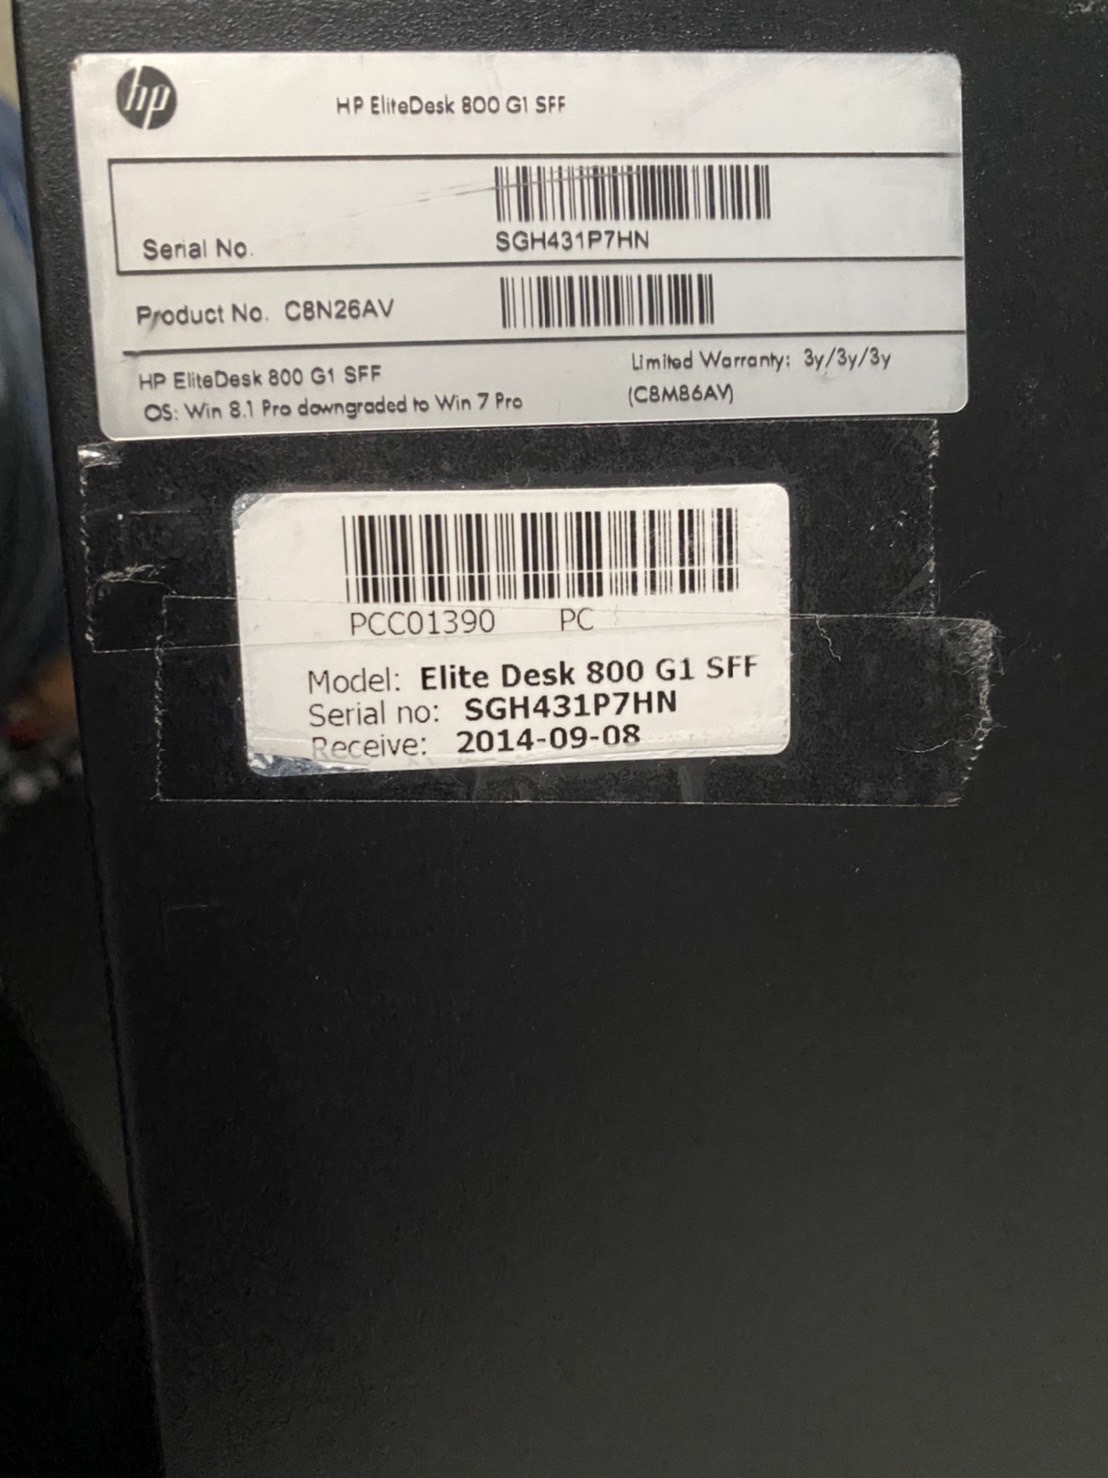 hp
HP EliteDesk 800 G1 SFF
Serial No.
SGH431P7HN
Product No. C8N26AV
HP EliteDesk 800 G1 SFF
Limited Warranty: 3y/3y/3y
OS: Win 8.1 Pro downgraded to Win 7 Pro
(C8M86AV)
PCC01390 PC
Model: Elite Desk 800 G1 SFF
Serial no: SGH431P7HN
Receive: 2014-09-08